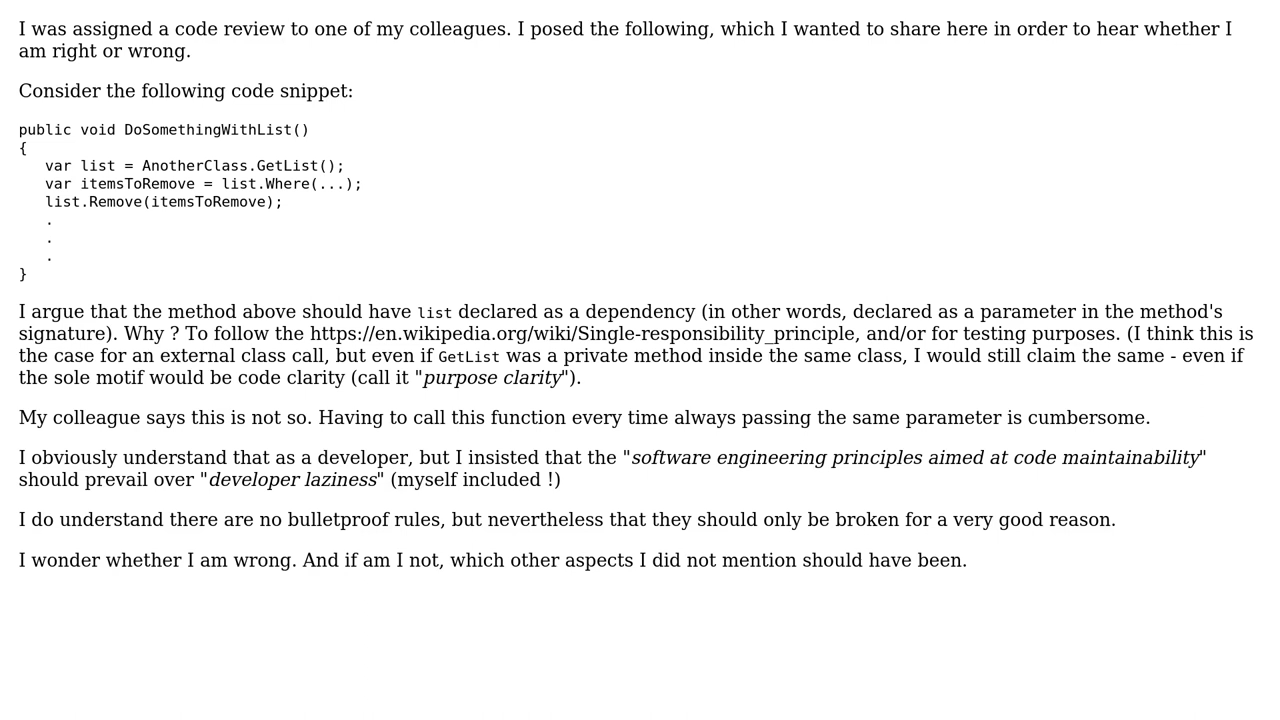 I was assigned a code review to one of my colleagues. I posed the following, which I wanted to share here in order to hear whether I
am right or wrong.
Consider the following code snippet:
public void DoSomethingWithList()
{
   var list = AnotherClass.GetList();
   var itemsToRemove = list.Where(...);
   list.Remove(itemsToRemove);
   .
   .
   .
}
I argue that the method above should have list declared as a dependency (in other words, declared as a parameter in the method's
signature). Why ? To follow the https://en.wikipedia.org/wiki/Single-responsibility_principle, and/or for testing purposes. (I think this is
the case for an external class call, but even if GetList was a private method inside the same class, I would still claim the same - even if
the sole motif would be code clarity (call it "purpose clarity").
My colleague says this is not so. Having to call this function every time always passing the same parameter is cumbersome.
I obviously understand that as a developer, but I insisted that the "software engineering principles aimed at code maintainability"
should prevail over "developer laziness" (myself included !)
I do understand there are no bulletproof rules, but nevertheless that they should only be broken for a very good reason.
I wonder whether I am wrong. And if am I not, which other aspects I did not mention should have been.